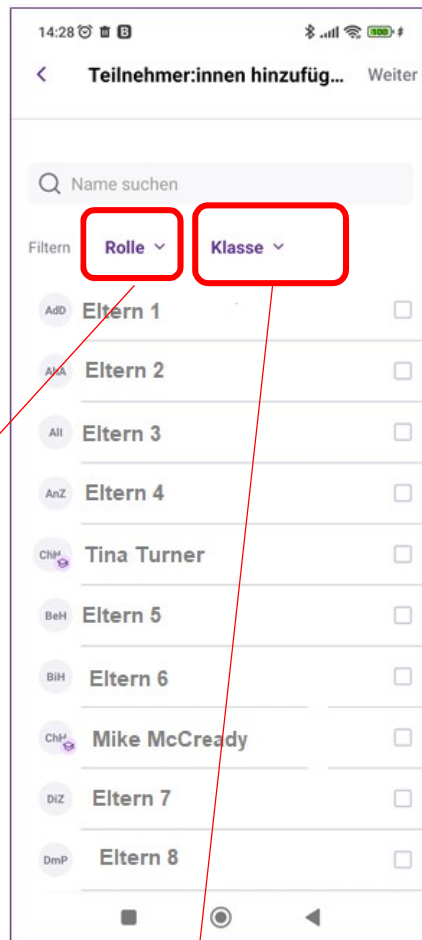 14:28
100
Teilnehmer:innen hinzufüg... Weiter
Name suchen
Filtern Rolle Klasse
AdD Eltern 1
AkA Eltern 2
All Eltern 3
AnZ Eltern 4
Tina Turner
BeH Eltern 5
BiH Eltern 6
Mike McCready
DiZ Eltern 7
DmP Eltern 8